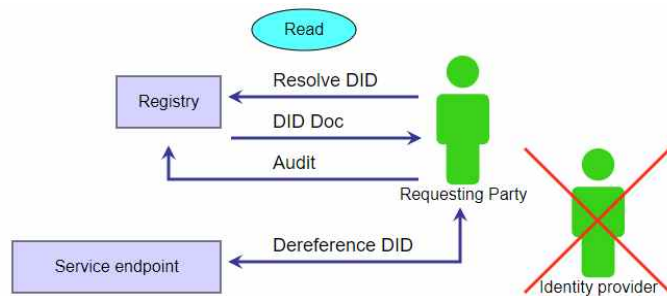 Read
Resolve DID
Registry
DID Doc
Audit
Requesting Party
Dereference DID
Service endpoint
Identity provider